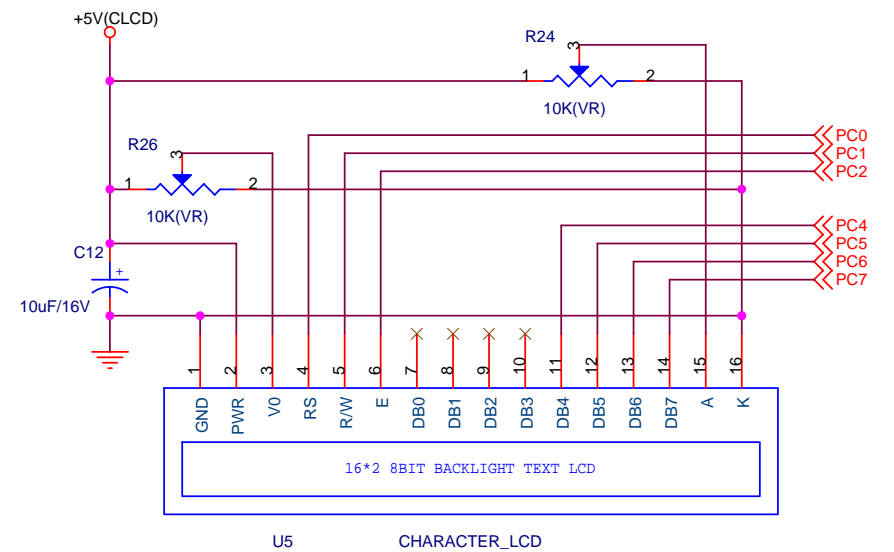 +5V(CLCD)
R24
3
1
2
10K(VR)
PC0
R26
3
PC1
PC2
1
2
10K(VR)
PC4
C12
PC5
+
PC6
PC7
10uF/16V
1 2 3 4 5 6 7 8 9 10 11 12 13 14 15 16
GND PWR V0 RS R/W E DB0 DB1 DB2 DB3 DB4 DB5 DB6 DB7 A K
16*2 8BIT BACKLIGHT TEXT LCD
U5 CHARACTER_LCD